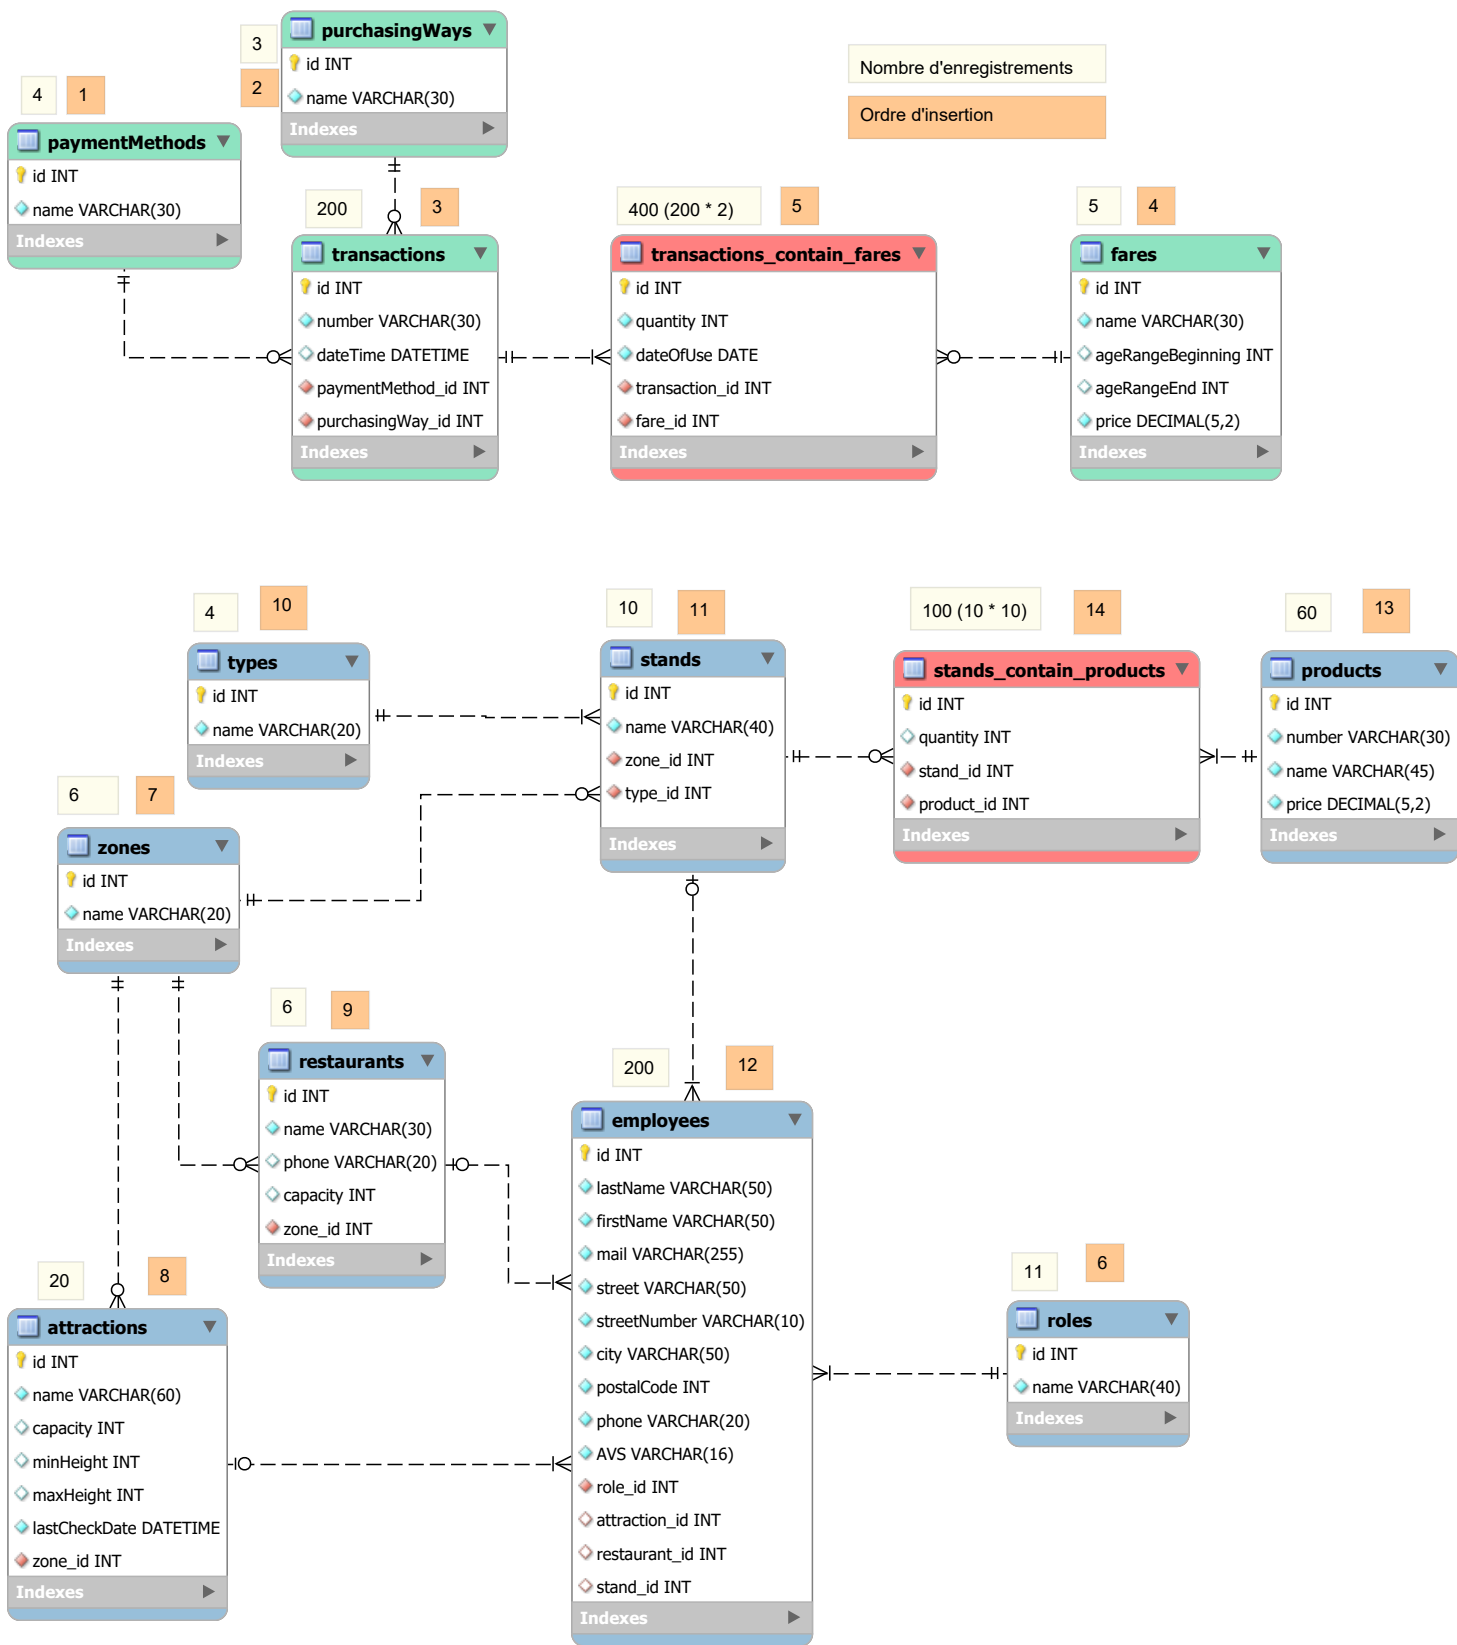 purchasingWays
3
id INT
2
name VARCHAR(30)
Indexes
Nombre d'enregistrements
Ordre d'insertion
4
1
paymentMethods
id INT
name VARCHAR(30)
Indexes
200
3
transactions
id INT
number VARCHAR(30)
dateTime DATETIME
paymentMethod_id INT
purchasingWay_id INT
Indexes
400 (200 * 2)
5
transactions_contain_fares
id INT
quantity INT
dateOfUse DATE
transaction_id INT
fare_id INT
Indexes
5
4
fares
id INT
name VARCHAR(30)
ageRangeBeginning INT
ageRangeEnd INT
price DECIMAL(5,2)
Indexes
4
10
types
id INT
name VARCHAR(20)
Indexes
10
11
stands
id INT
name VARCHAR(40)
zone_id INT
type_id INT
Indexes
100 (10 * 10)
14
stands_contain_products
id INT
quantity INT
stand_id INT
product_id INT
Indexes
60
13
products
id INT
number VARCHAR(30)
name VARCHAR(45)
price DECIMAL(5,2)
Indexes
6
7
zones
id INT
name VARCHAR(20)
Indexes
6
9
restaurants
id INT
name VARCHAR(30)
phone VARCHAR(20)
capacity INT
zone_id INT
Indexes
200
12
employees
id INT
lastName VARCHAR(50)
firstName VARCHAR(50)
mail VARCHAR(255)
street VARCHAR(50)
streetNumber VARCHAR(10)
city VARCHAR(50)
postalCode INT
phone VARCHAR(20)
AVS VARCHAR(16)
role_id INT
attraction_id INT
restaurant_id INT
stand_id INT
Indexes
11
6
roles
id INT
name VARCHAR(40)
Indexes
20
8
attractions
id INT
name VARCHAR(60)
capacity INT
minHeight INT
maxHeight INT
lastCheckDate DATETIME
zone_id INT
Indexes